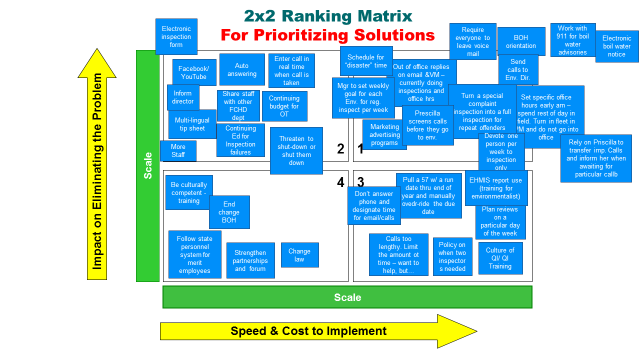 2x2 Ranking Matrix
For Prioritizing Solutions
Impact on Eliminating the Problem
Scale
Electronic
inspection
form
Facebook/
YouTube
Auto
answering
Enter call in
real time
when call is
taken
Inform
director
Share staff
with other
FCHD
dept
Continuing
budget for
OT
Multi-lingual
tip sheet
Continuing
Ed for
Inspection
failures
More
Staff
Threaten to
shut-down or
shut them
down
2
Schedule for
"disaster" time
Out of office replies
on email &VM –
currently doing
inspections and
office hrs
Mgr to set weekly
goal for each
Env. for reg
inspect per week
Marketing
advertising
programs
Prescilla
screens calls
before they
go to env.
1
Require
everyone to
leave voice
mail
BOH
orientation
Work with
911 for boil
water
advisories
Electronic
boil water
notice
Send
calls to
Env. Dir.
Turn a special
complaint
inspection into a full
inspection for
repeat offenders
Set specific office
hours early am –
spend rest of day in
field. Turn in fleet in
PM and do not go into
office
Devote one
person per
week to
inspection
only
Rely on Priscilla to
transfer imp. Calls
and inform her when
awaiting for
particular callb
4
Be culturally
competent -
training
End
change
BOH
Follow state
personnel
system for
merit
employees
Strengthen
partnerships
and forum
Change
law
3
Don't answer
phone and
designate time
for email/calls
Pull a 57 w/ a run
date thru end of
year and manually
override the due
date
EHMIS report use
(training for
environmentalist)
Plan reviews
on a
particular day
of the week
Calls too
lengthy. Limit
the amount of
time – want to
help, but…
Policy on
when two
inspector
s needed
Culture of
QI/ QI
Training
Scale
Speed & Cost to Implement